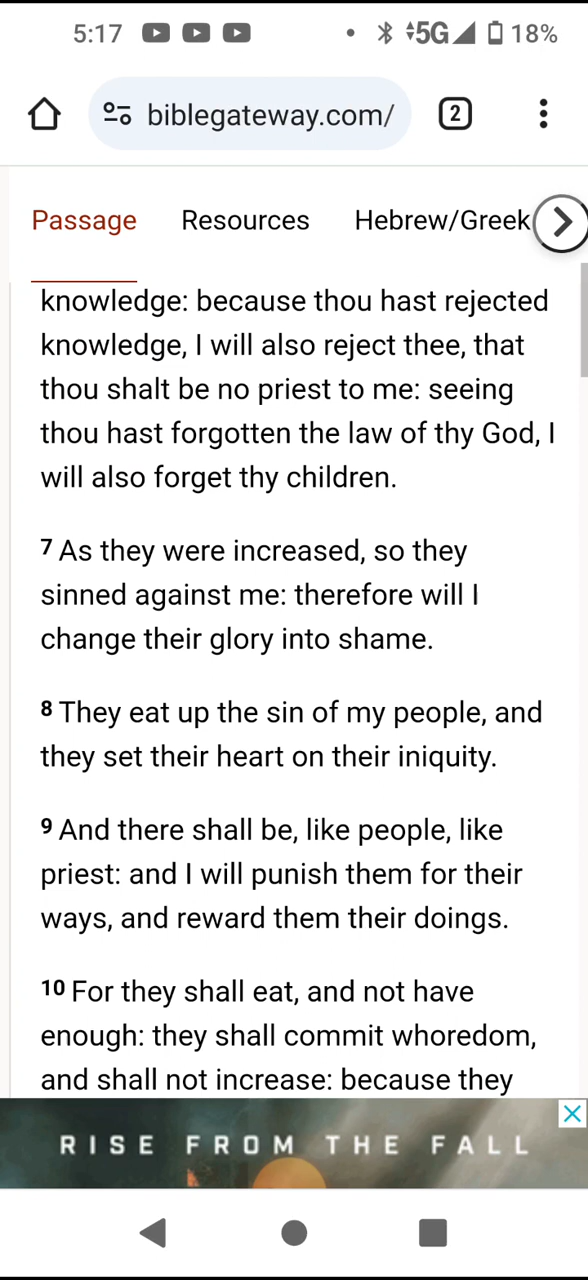 5:17 5G 18%
biblegateway.com/ 2
Passage Resources Hebrew/Greek
knowledge: because thou hast rejected
knowledge, I will also reject thee, that
thou shalt be no priest to me: seeing
thou hast forgotten the law of thy God, I
will also forget thy children.
7 As they were increased, so they
sinned against me: therefore will I
change their glory into shame.
8 They eat up the sin of my people, and
they set their heart on their iniquity.
9 And there shall be, like people, like
priest: and I will punish them for their
ways, and reward them their doings.
10 For they shall eat, and not have
enough: they shall commit whoredom,
and shall not increase: because they
RISE FROM THE FALL